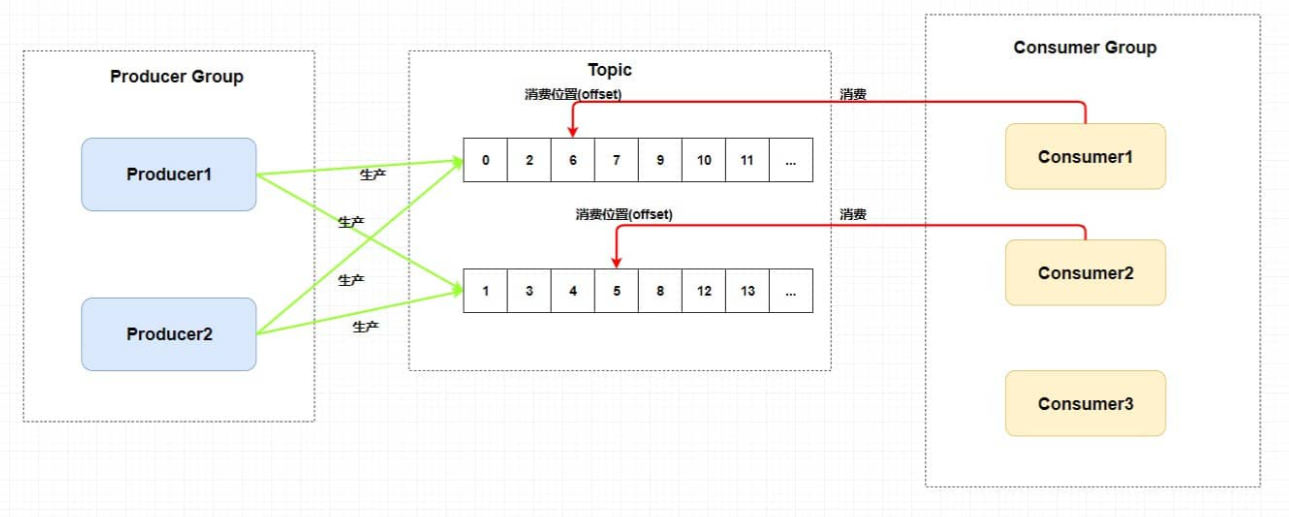 Producer Group
Producer1
Producer2
生产
生产
生产
生产
Topic
消费位置(offset)
0 2 6 7 9 10 11 ...
消费位置(offset)
1 3 4 5 8 12 13 ...
消费
消费
Consumer Group
Consumer1
Consumer2
Consumer3